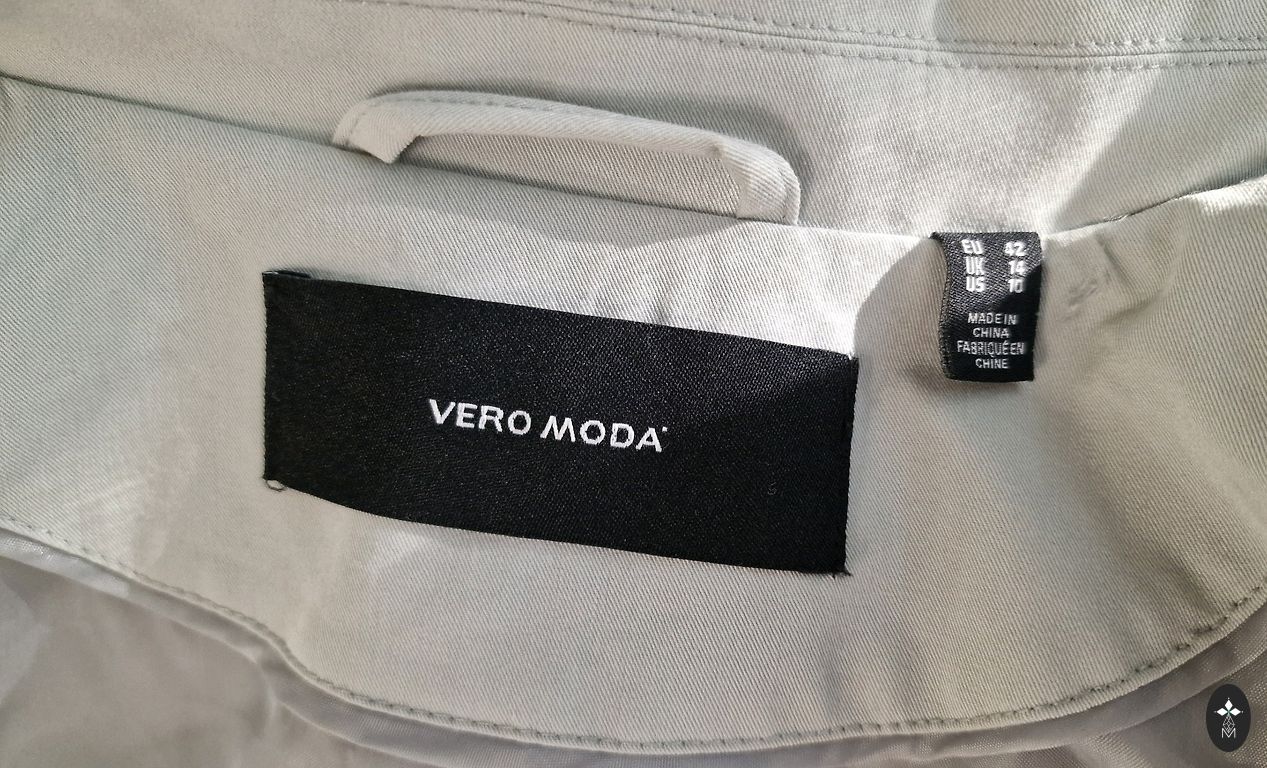 VERO MODA
EU 42
UK 14
US 10
MADE IN
CHINA
FABRIQUÉ EN
CHINE
M